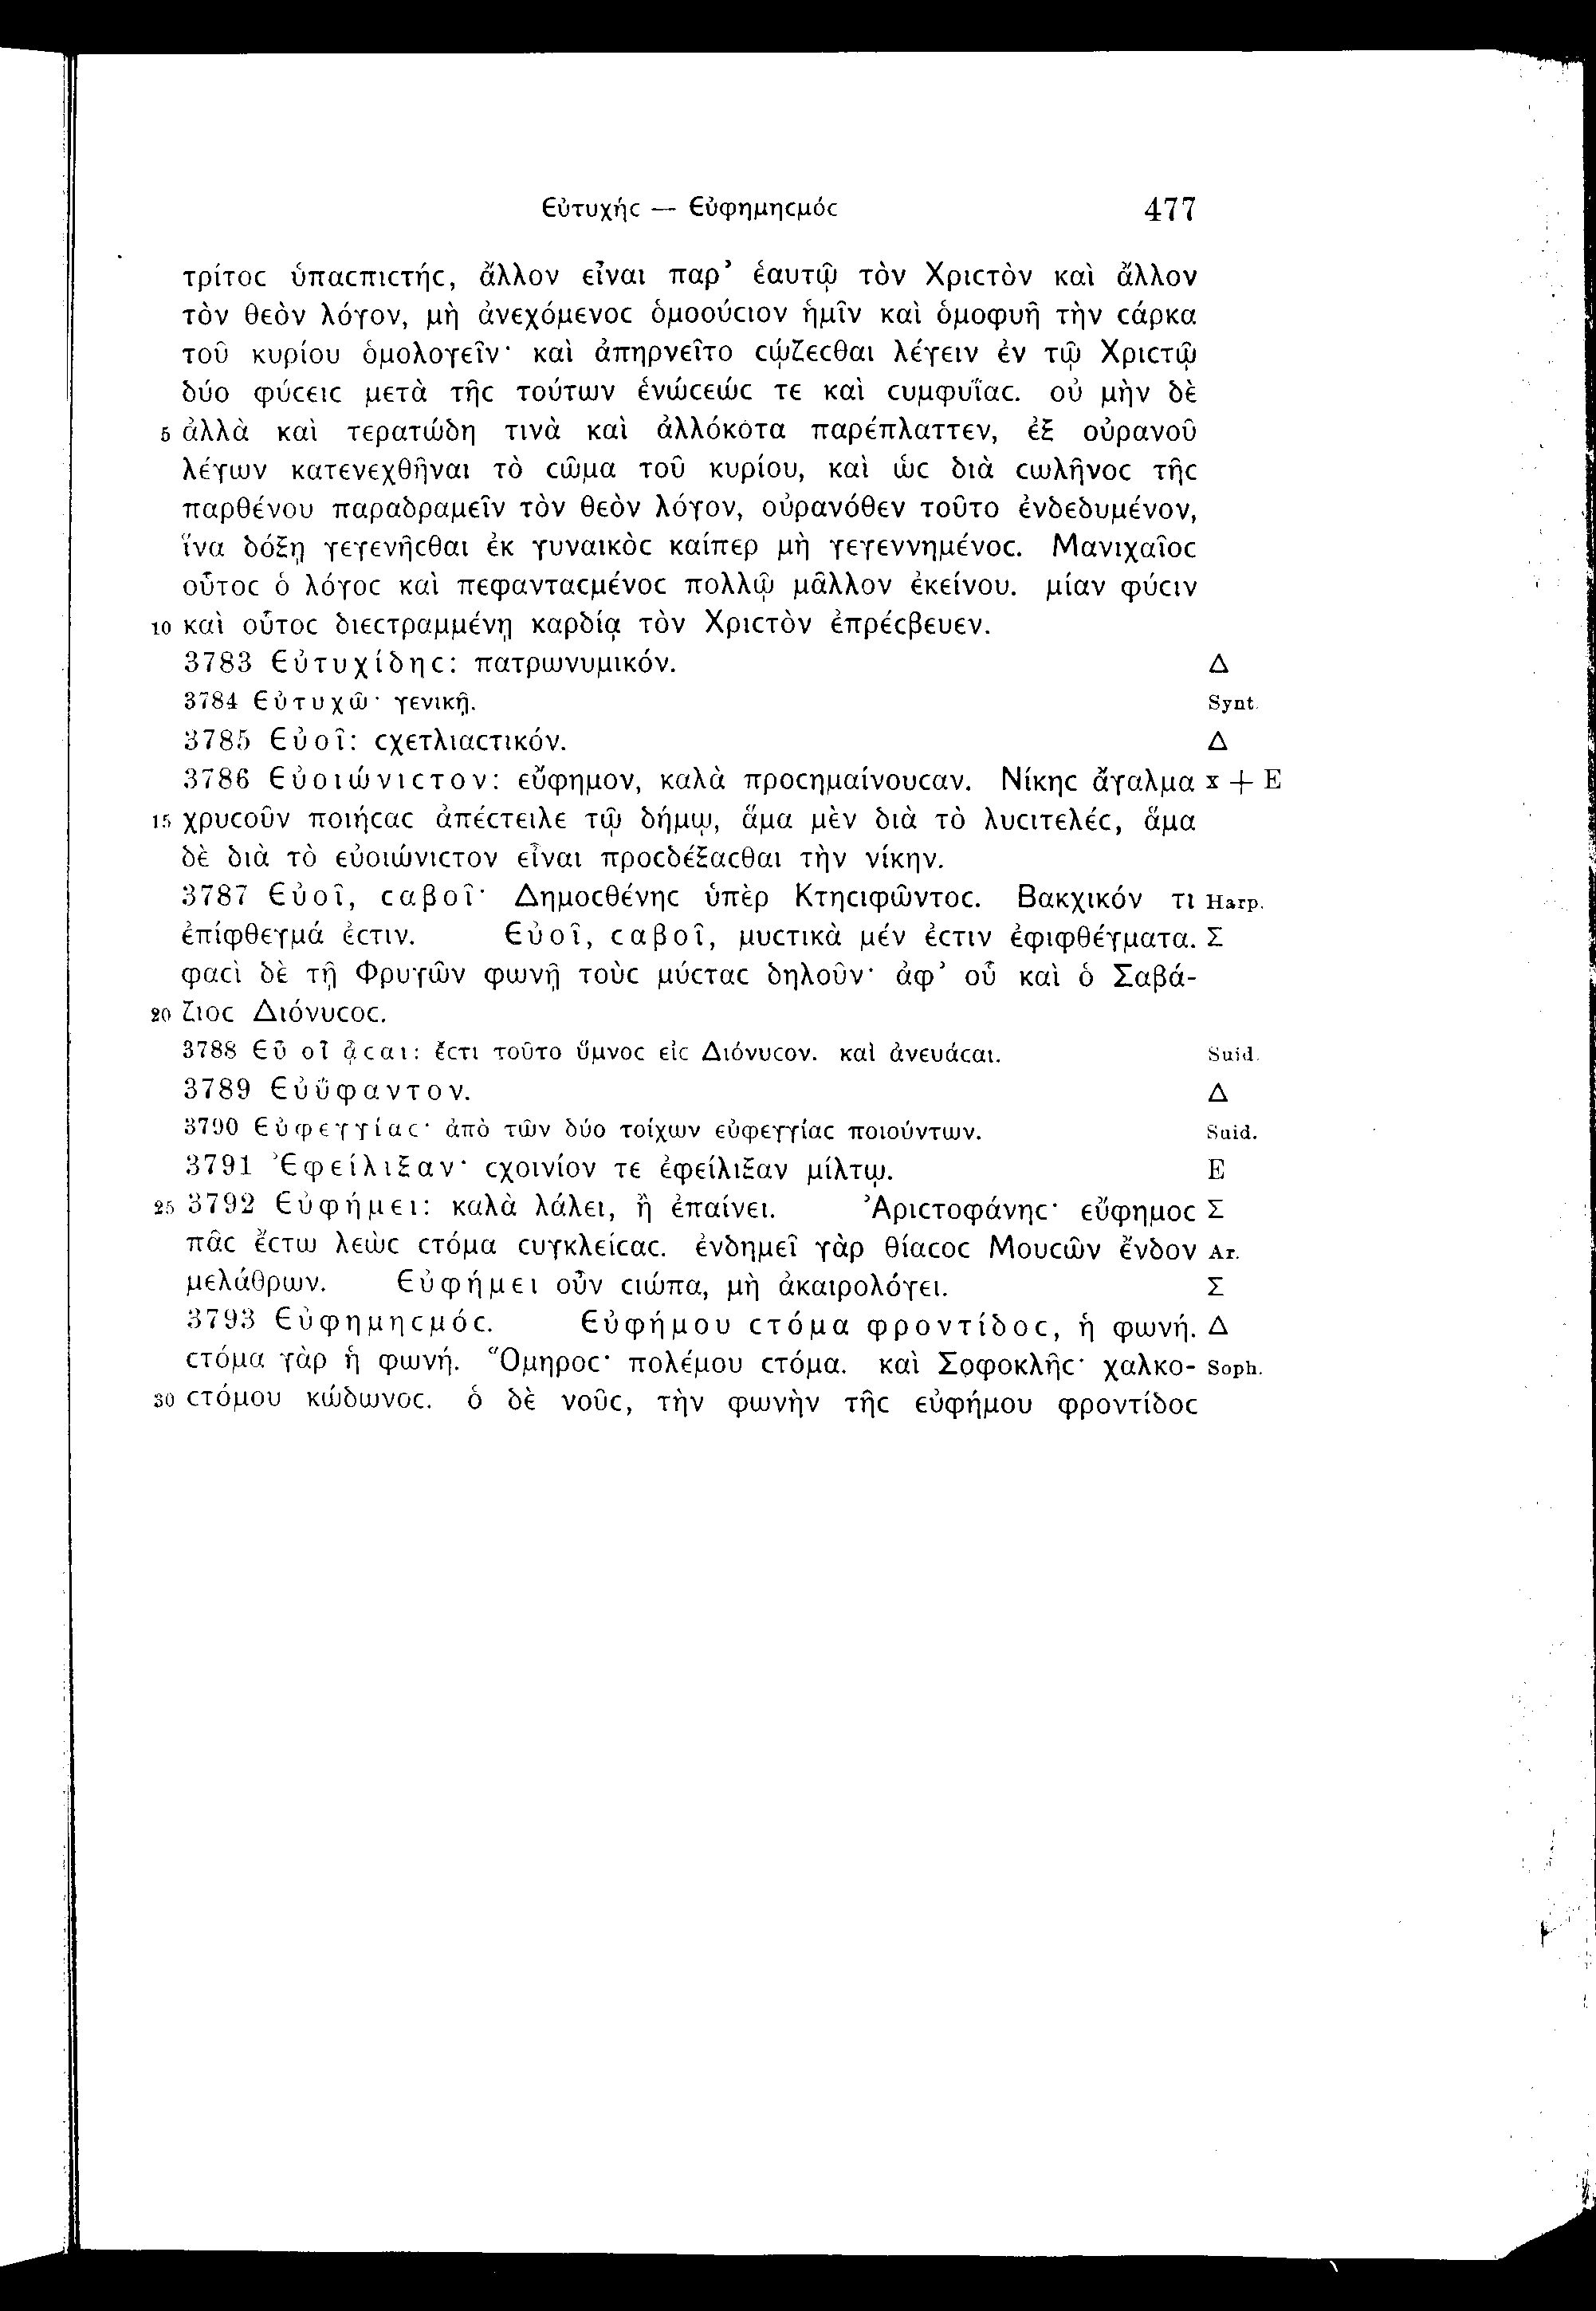 Εὐτυχήϲ — Εὐφημηϲμόϲ 477
τρίτοϲ ὑπαϲπιϲτήϲ, ἄλλον εἶναι παρ’ ἑαυτῷ τὸν Χριϲτὸν καὶ ἄλλον
τὸν θεὸν λόγον, μὴ ἀνεχόμενοϲ ὁμοούϲιον ἡμῖν καὶ ὁμοφυῆ τὴν ϲάρκα
τοῦ κυρίου ὁμολογεῖν· καὶ ἀπηρνεῖτο ϲῴζεϲθαι λέγειν ἐν τῷ Χριϲτῷ
δύο φύϲειϲ μετὰ τῆϲ τούτων ἑνώϲεώϲ τε καὶ ϲυμφυΐαϲ. οὐ μὴν δὲ
5 ἀλλὰ καὶ τερατώδη τινὰ καὶ ἀλλόκοτα παρέπλαττεν, ἐξ οὐρανοῦ
λέγων κατενεχθῆναι τὸ ϲῶμα τοῦ κυρίου, καὶ ὡϲ διὰ ϲωλῆνοϲ τῆϲ
παρθένου παραδραμεῖν τὸν θεὸν λόγον, οὐρανόθεν τοῦτο ἐνδεδυμένον,
ἵνα δόξῃ γεγενῆϲθαι ἐκ γυναικὸϲ καίπερ μὴ γεγεννημένοϲ. Μανιχαῖοϲ
οὗτοϲ ὁ λόγοϲ καὶ πεφανταϲμένοϲ πολλῷ μᾶλλον ἐκείνου. μίαν φύϲιν
10 καὶ οὗτοϲ διεϲτραμμένῃ καρδίᾳ τὸν Χριϲτὸν ἐπρέϲβευεν.
3783 Εὐτυχίδηϲ: πατρωνυμικόν. Δ
3784 Εὐτυχῶ· γενικῇ. Synt.
3785 Εὐοῖ: ϲχετλιαϲτικόν. Δ
3786 Εὐοιώνιϲτον: εὔφημον, καλὰ προϲημαίνουϲαν. Νίκηϲ ἄγαλμα x + E
15 χρυϲοῦν ποιήϲαϲ ἀπέϲτειλε τῷ δήμῳ, ἅμα μὲν διὰ τὸ λυϲιτελέϲ, ἅμα
δὲ διὰ τὸ εὐοιώνιϲτον εἶναι προϲδέξαϲθαι τὴν νίκην.
3787 Εὐοῖ, ϲαβοῖ· Δημοϲθένηϲ ὑπὲρ Κτηϲιφῶντοϲ. Βακχικόν τι Harp.
ἐπίφθεγμά ἐϲτιν. Εὐοῖ, ϲαβοῖ, μυϲτικὰ μέν ἐϲτιν ἐφιφθέγματα. Σ
φαϲὶ δὲ τῇ Φρυγῶν φωνῇ τοὺϲ μύϲταϲ δηλοῦν· ἀφ’ οὗ καὶ ὁ Σαβά-
20 ζιοϲ Διόνυϲοϲ.
3788 Εὖ οἷ ᾆϲαι: ἔϲτι τοῦτο ὕμνοϲ εἰϲ Διόνυϲον. καὶ ἀνευάϲαι. Suid.
3789 Εὐΰφαντον. Δ
3790 Εὐφεγγίαϲ· ἀπὸ τῶν δύο τοίχων εὐφεγγίαϲ ποιούντων. Suid.
3791 Ἐφείλιξαν· ϲχοινίον τε ἐφείλιξαν μίλτῳ. E
25 3792 Εὐφήμει: καλὰ λάλει, ἢ ἐπαίνει. Ἀριϲτοφάνηϲ· εὔφημοϲ Σ
πᾶϲ ἔϲτω λεὼϲ ϲτόμα ϲυγκλείϲαϲ. ἐνδημεῖ γὰρ θίαϲοϲ Μουϲῶν ἔνδον Ar.
μελάθρων. Εὐφήμει οὖν ϲιώπα, μὴ ἀκαιρολόγει. Σ
3793 Εὐφημηϲμόϲ. Εὐφήμου ϲτόμα φροντίδοϲ, ἡ φωνή. Δ
ϲτόμα γὰρ ἡ φωνή. Ὅμηροϲ· πολέμου ϲτόμα. καὶ Σοφοκλῆϲ· χαλκο- Soph.
30 ϲτόμου κώδωνοϲ. ὁ δὲ νοῦϲ, τὴν φωνὴν τῆϲ εὐφήμου φροντίδοϲ